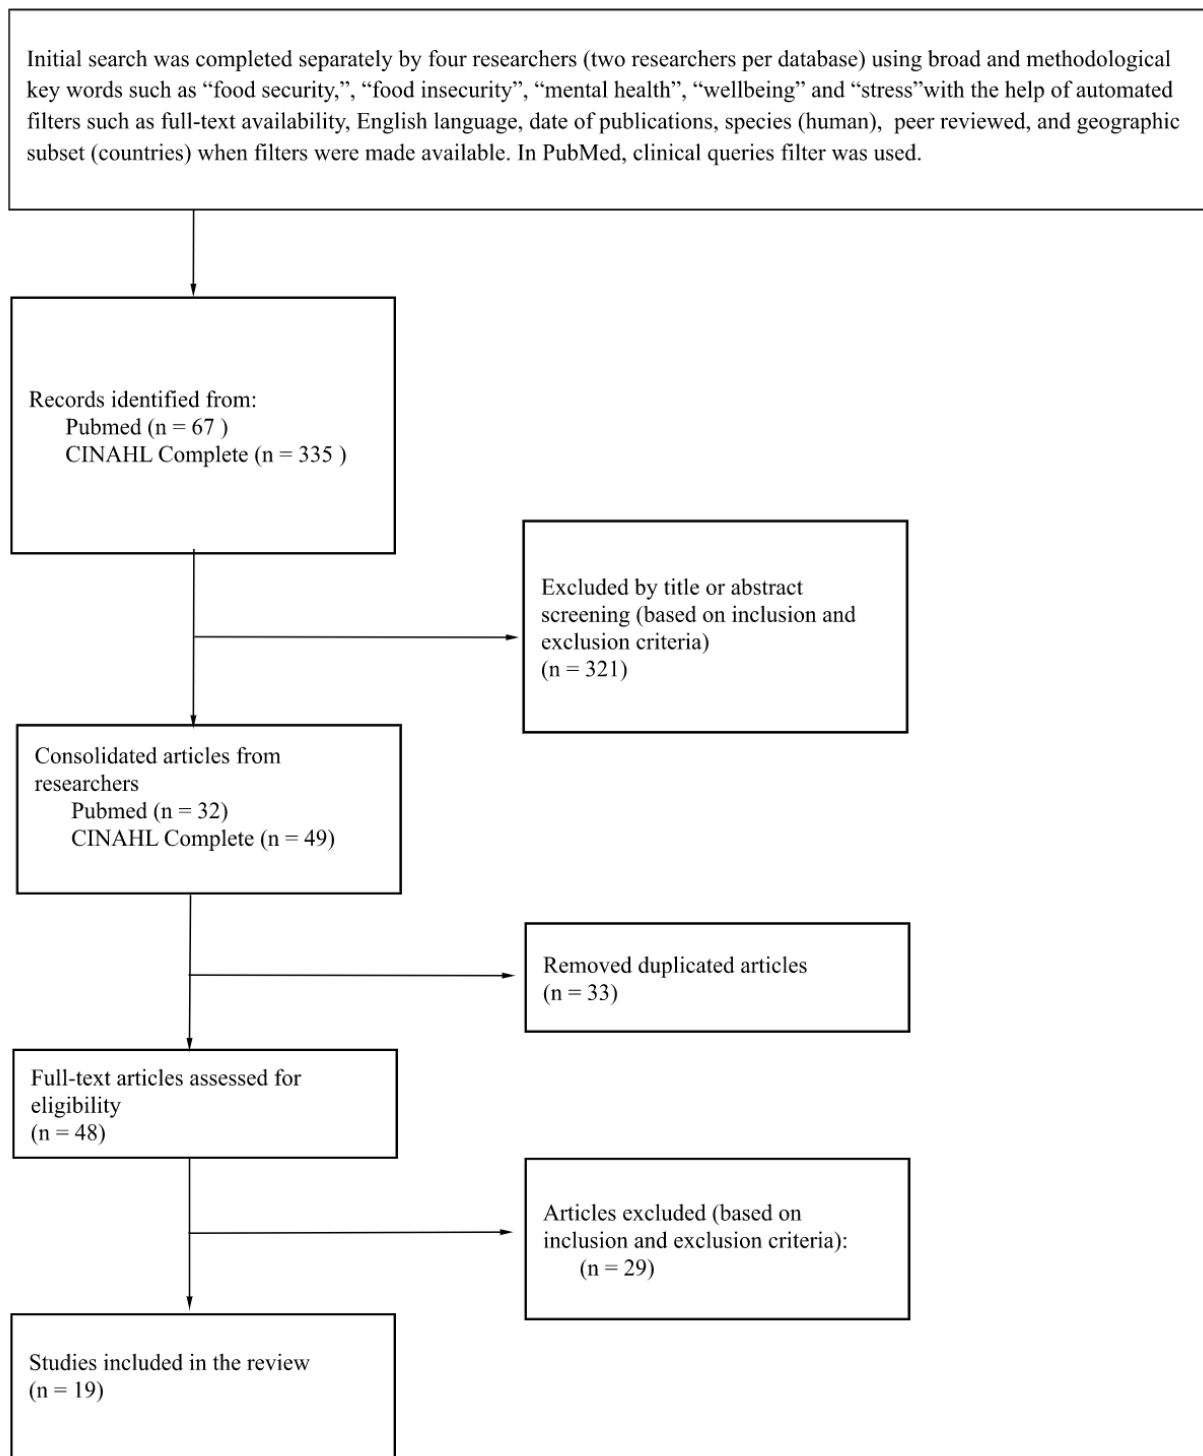 Initial search was completed separately by four researchers (two researchers per database) using broad and methodological
key words such as “food security,”, “food insecurity”, “mental health”, “wellbeing” and “stress”with the help of automated
filters such as full-text availability, English language, date of publications, species (human),  peer reviewed, and geographic
subset (countries) when filters were made available. In PubMed, clinical queries filter was used.
Records identified from:
Pubmed (n = 67 )
CINAHL Complete (n = 335 )
Excluded by title or abstract
screening (based on inclusion and
exclusion criteria)
(n = 321)
Consolidated articles from
researchers
Pubmed (n = 32)
CINAHL Complete (n = 49)
Removed duplicated articles
(n = 33)
Full-text articles assessed for
eligibility
(n = 48)
Articles excluded (based on
inclusion and exclusion criteria):
(n = 29)
Studies included in the review
(n = 19)